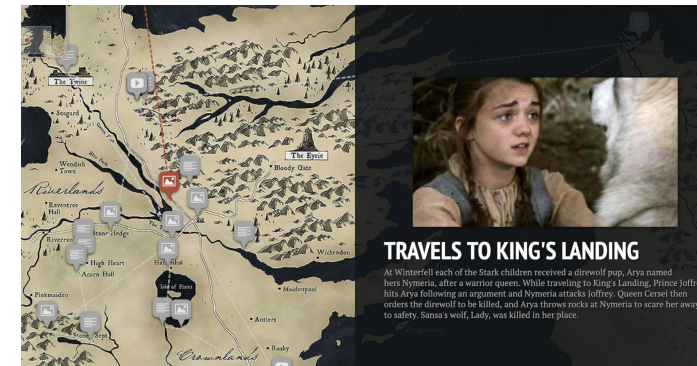 The Twins
Seagard
The Eyrie
Bloody Gate
Wendish
Town
Riverlands
Raventree
Hall
Stone Hedge
Riverrun
High Heart
Acorn Hall
Wickendon
Isle of Faces
Maidenpool
Pinkmaiden
Antlers
Stoney Sept
Rosby
Crownlands
TRAVELS TO KING'S LANDING
At Winterfell each of the Stark children received a direwolf pup, Arya named
hers Nymeria, after a warrior queen. While traveling to King's Landing, Prince Joffr
hits Arya following an argument and Nymeria attacks Joffrey. Queen Cersei then
orders the direwolf to be killed, and Arya throws rocks at Nymeria to scare her away
to safety. Sansa's wolf, Lady, was killed in her place.